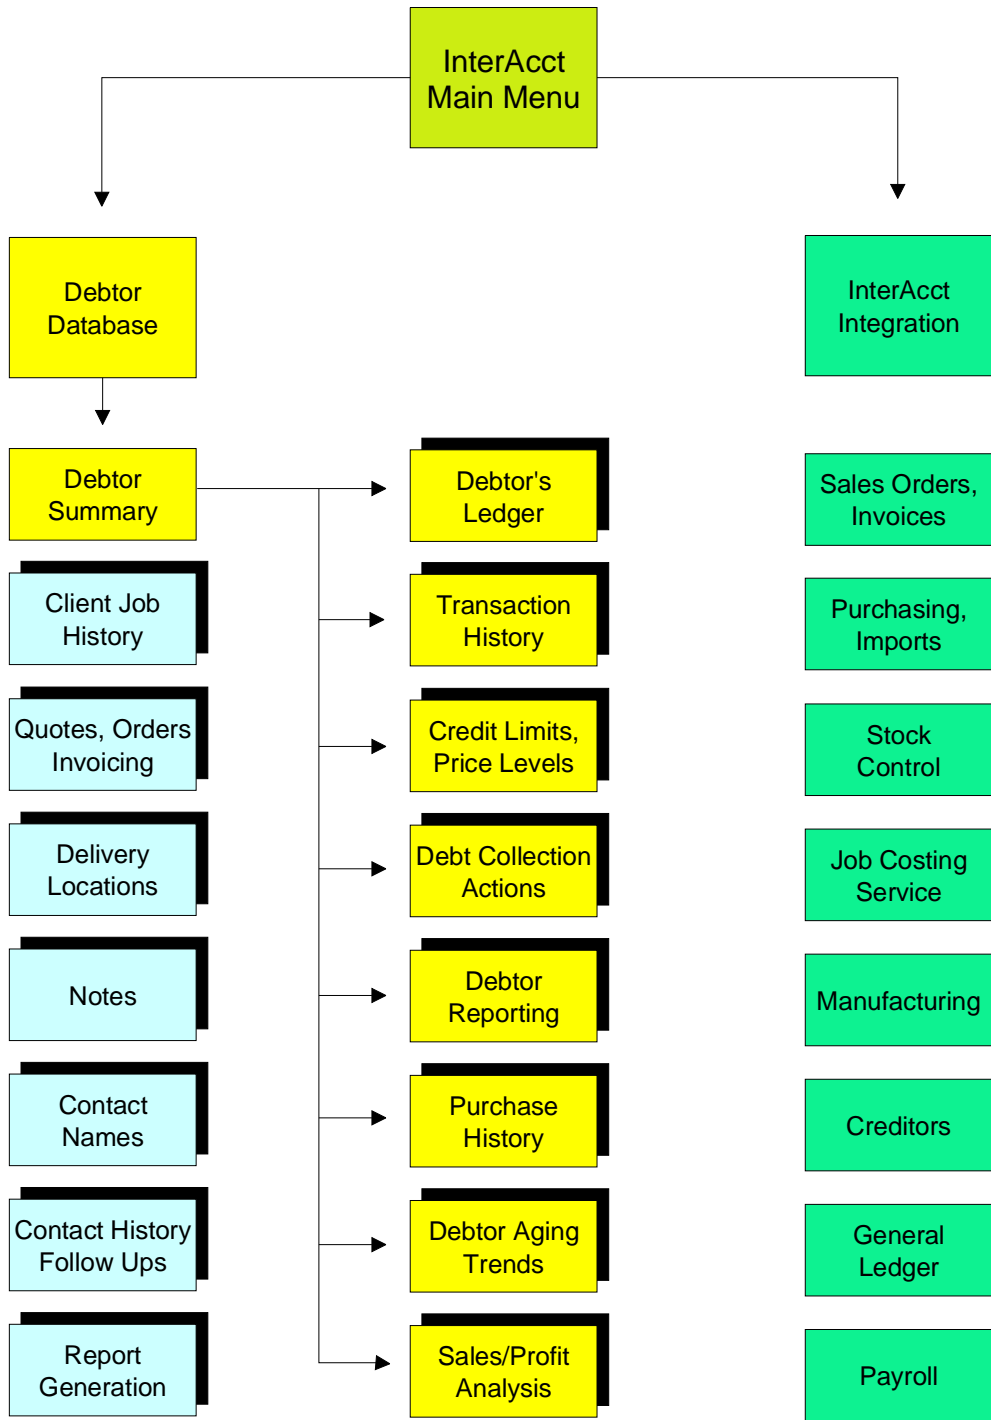 InterAcct
Main Menu
Debtor
Database
InterAcct
Integration
Debtor
Summary
Debtor's
Ledger
Sales Orders,
Invoices
Client Job
History
Transaction
History
Purchasing,
Imports
Quotes, Orders
Invoicing
Credit Limits,
Price Levels
Stock
Control
Delivery
Locations
Debt Collection
Actions
Job Costing
Service
Notes
Debtor
Reporting
Manufacturing
Contact
Names
Purchase
History
Creditors
Contact History
Follow Ups
Debtor Aging
Trends
General
Ledger
Report
Generation
Sales/Profit
Analysis
Payroll